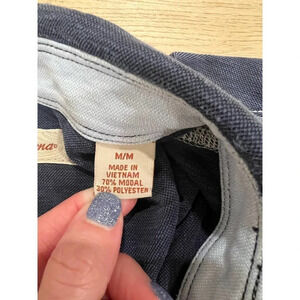 M/M
MADE IN
VIETNAM
70% MODAL
30% POLYESTER